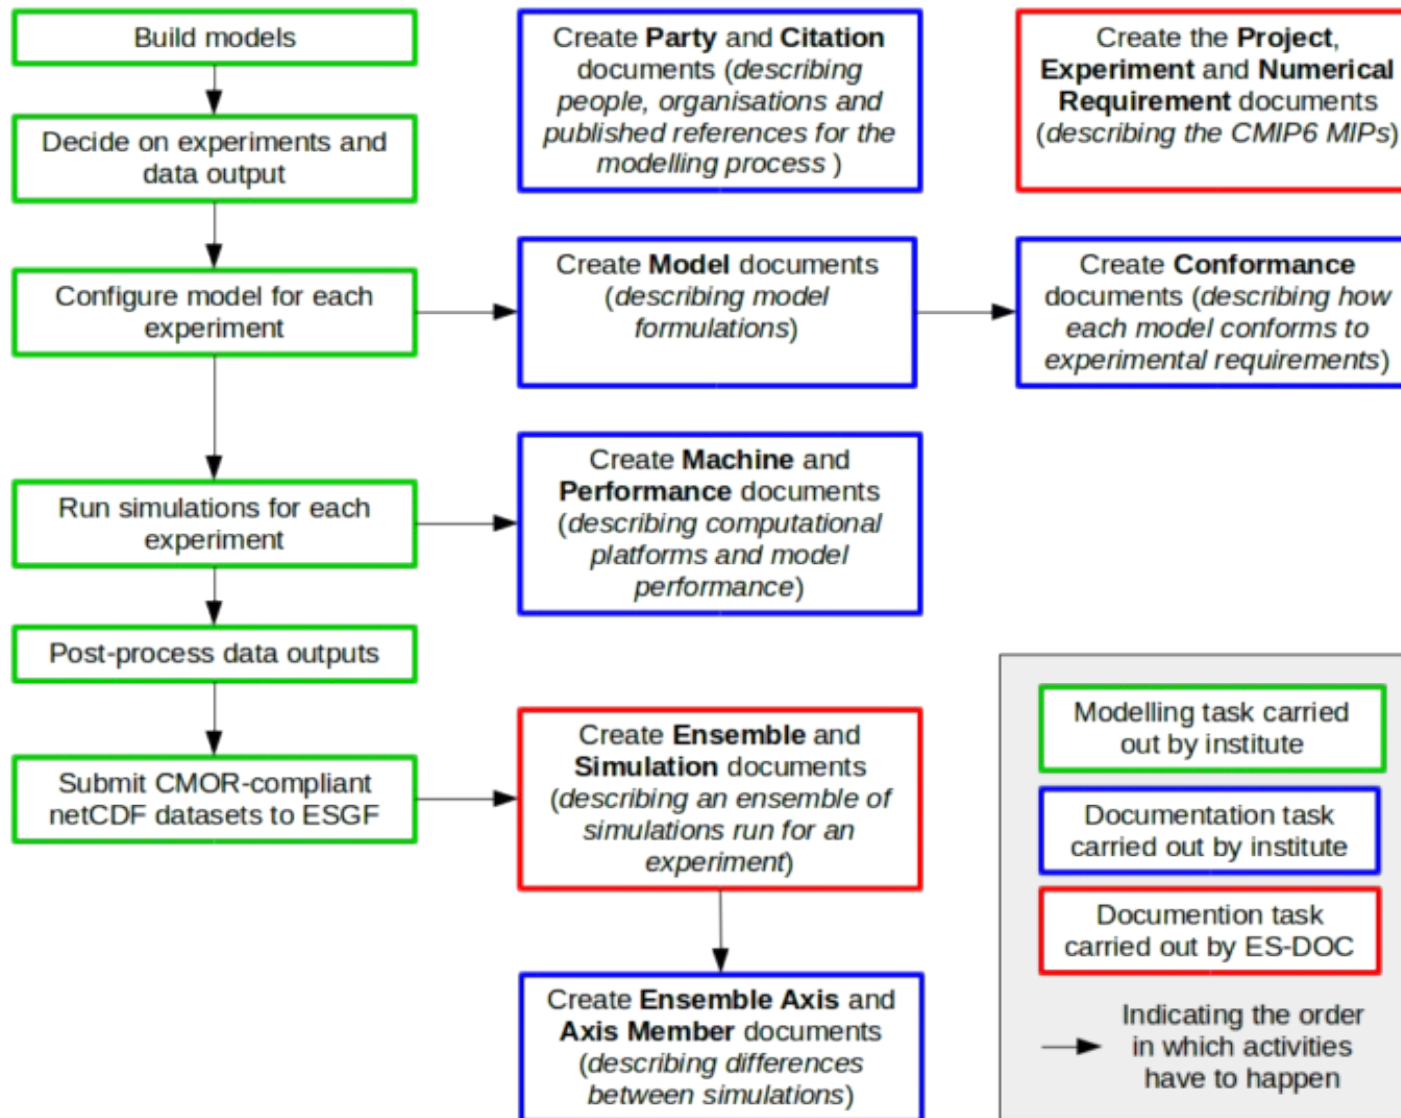 Build models
Decide on experiments and
data output
Configure model for each
experiment
Run simulations for each
experiment
Post-process data outputs
Submit CMOR-compliant
netCDF datasets to ESGF
Create Party and Citation
documents (describing
people, organisations and
published references for the
modelling process )
Create the Project,
Experiment and Numerical
Requirement documents
(describing the CMIP6 MIPs)
Create Model documents
(describing model
formulations)
Create Conformance
documents (describing how
each model conforms to
experimental requirements)
Create Machine and
Performance documents
(describing computational
platforms and model
performance)
Create Ensemble and
Simulation documents
(describing an ensemble of
simulations run for an
experiment)
Create Ensemble Axis and
Axis Member documents
(describing differences
between simulations)
Modelling task carried
out by institute
Documentation task
carried out by institute
Documention task
carried out by ES-DOC
Indicating the order
in which activities
have to happen